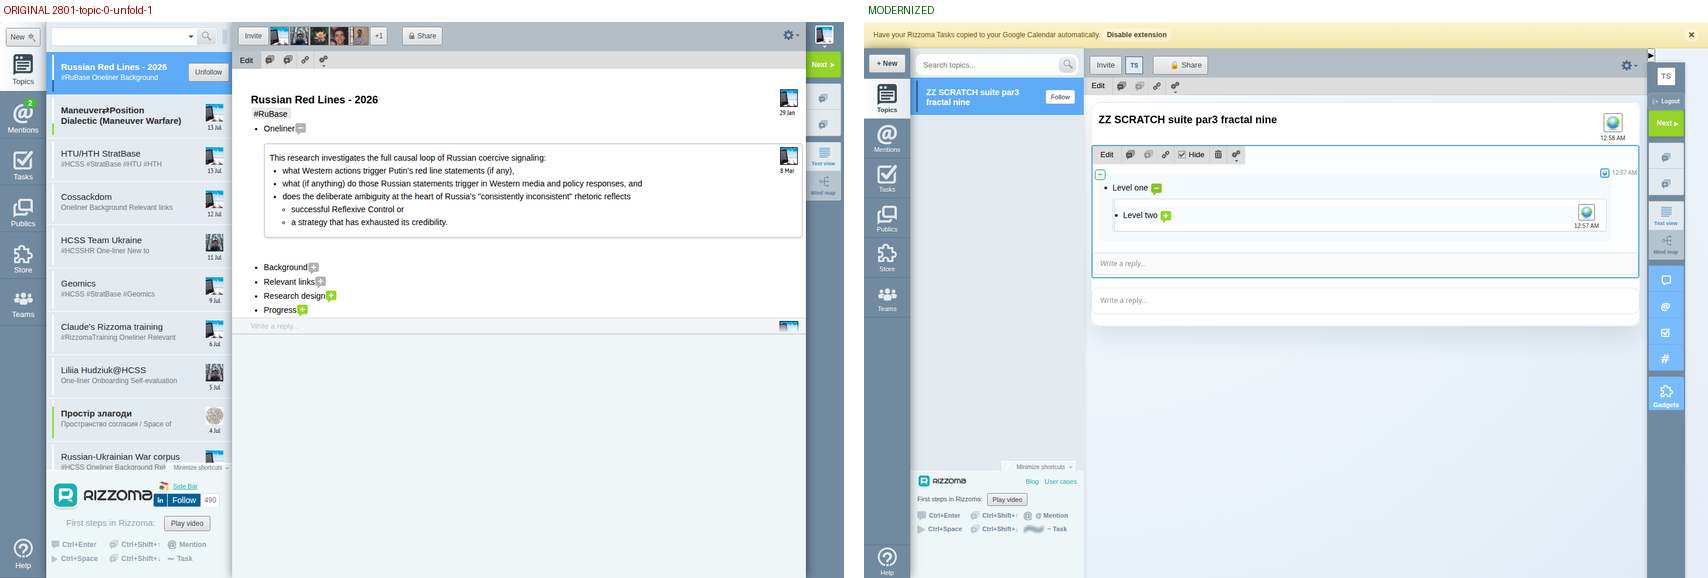 ORIGINAL 2801-topic-0-unfold-1
New
Topics
2
Mentions
Tasks
Publics
Store
Teams
Help
Russian Red Lines - 2026
#RuBase Oneliner Background
Unfollow
Maneuver⇄Position
Dialectic (Maneuver Warfare)
13 Jul
HTU/HTH StratBase
#HCSS #StratBase #HTU #HTH
13 Jul
Cossackdom
Oneliner Background Relevant links
12 Jul
HCSS Team Ukraine
#HCSSHR One-liner New to
11 Jul
Geomics
#HCSS #StratBase #Geomics
9 Jul
Claude's Rizzoma training
#RizzomaTraining Oneliner Relevant
6 Jul
Liliia Hudziuk@HCSS
One-liner Onboarding Self-evaluation
5 Jul
Простір злагоди
Пространство согласия / Space of
4 Jul
Russian-Ukrainian War corpus
#HCSS Oneliner Background Rel
Minimize shortcuts
RIZZOMA
Side Bar
in Follow 490
First steps in Rizzoma: Play video
Ctrl+Enter Ctrl+Shift+↑ @ Mention
Ctrl+Space Ctrl+Shift+↓ ~ Task
Invite +1 Share
Edit
Russian Red Lines - 2026
29 Jan
#RuBase
• Oneliner
This research investigates the full causal loop of Russian coercive signaling:
8 Mar
• what Western actions trigger Putin's red line statements (if any),
• what (if anything) do those Russian statements trigger in Western media and policy responses, and
• does the deliberate ambiguity at the heart of Russia's "consistently inconsistent" rhetoric reflects
◦ successful Reflexive Control or
◦ a strategy that has exhausted its credibility.
• Background
• Relevant links
• Research design
• Progress
Write a reply...
Next
Text view
Mind map
MODERNIZED
Have your Rizzoma Tasks copied to your Google Calendar automatically. Disable extension ×
+ New
Topics
Mentions
Tasks
Publics
Store
Teams
Help
Search topics...
ZZ SCRATCH suite par3
fractal nine
Follow
Minimize shortcuts
RIZZOMA Blog User cases
First steps in Rizzoma: Play video
Ctrl+Enter Ctrl+Shift+↑ @ @ Mention
Ctrl+Space Ctrl+Shift+↓ ~ Task
Invite TS Share
Edit
ZZ SCRATCH suite par3 fractal nine
12:58 AM
Edit Hide
12:57 AM
• Level one
• Level two
12:57 AM
Write a reply...
Write a reply...
TS
Logout
Next
Text view
Mind map
@
#
Gadgets